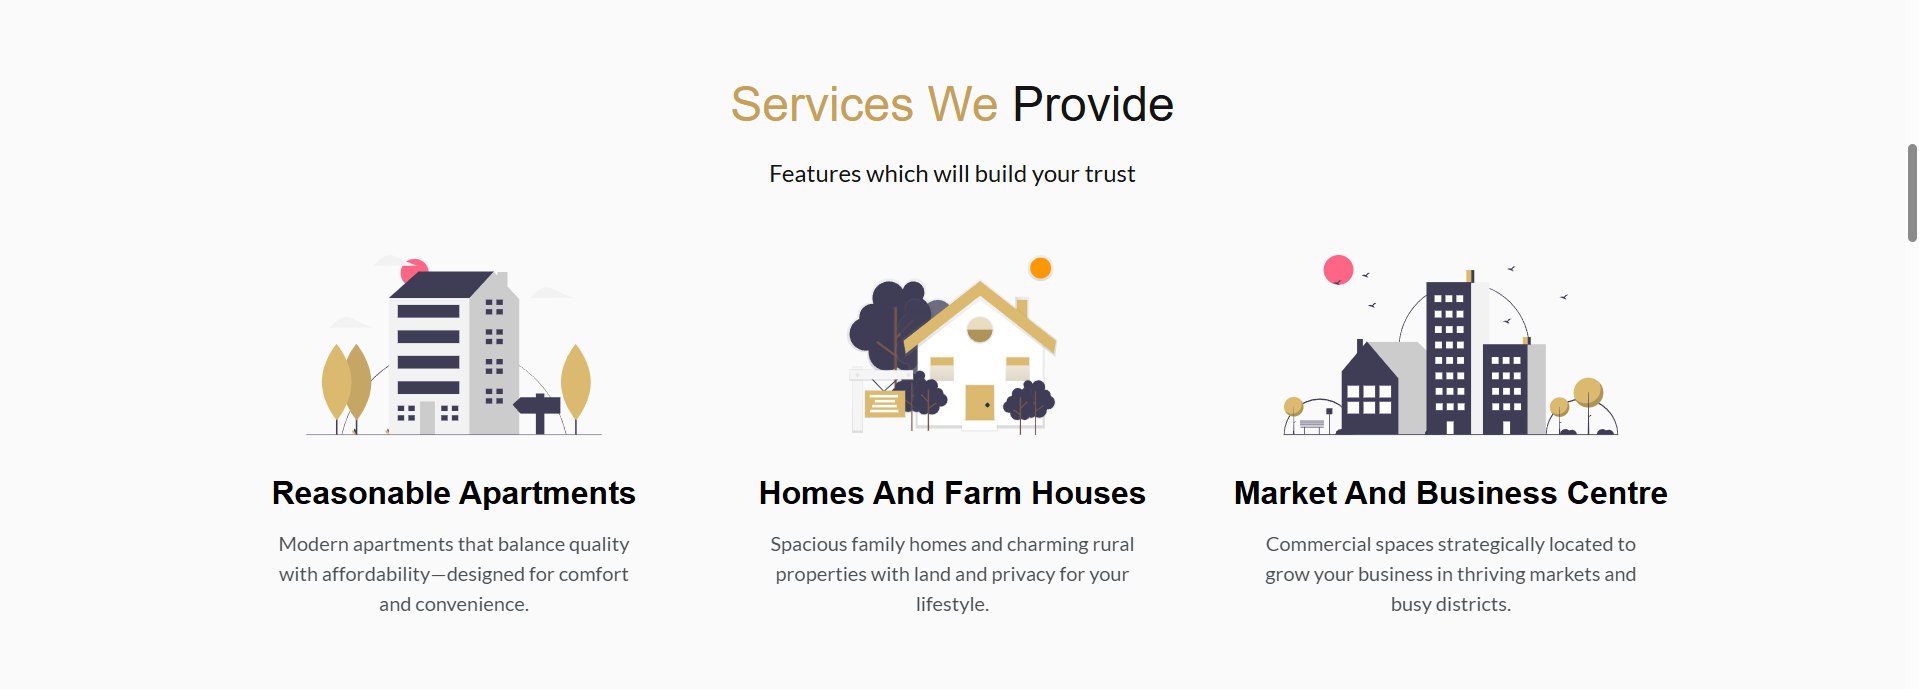 Services We Provide
Features which will build your trust
Reasonable Apartments
Modern apartments that balance quality
with affordability—designed for comfort
and convenience.
Homes And Farm Houses
Spacious family homes and charming rural
properties with land and privacy for your
lifestyle.
Market And Business Centre
Commercial spaces strategically located to
grow your business in thriving markets and
busy districts.